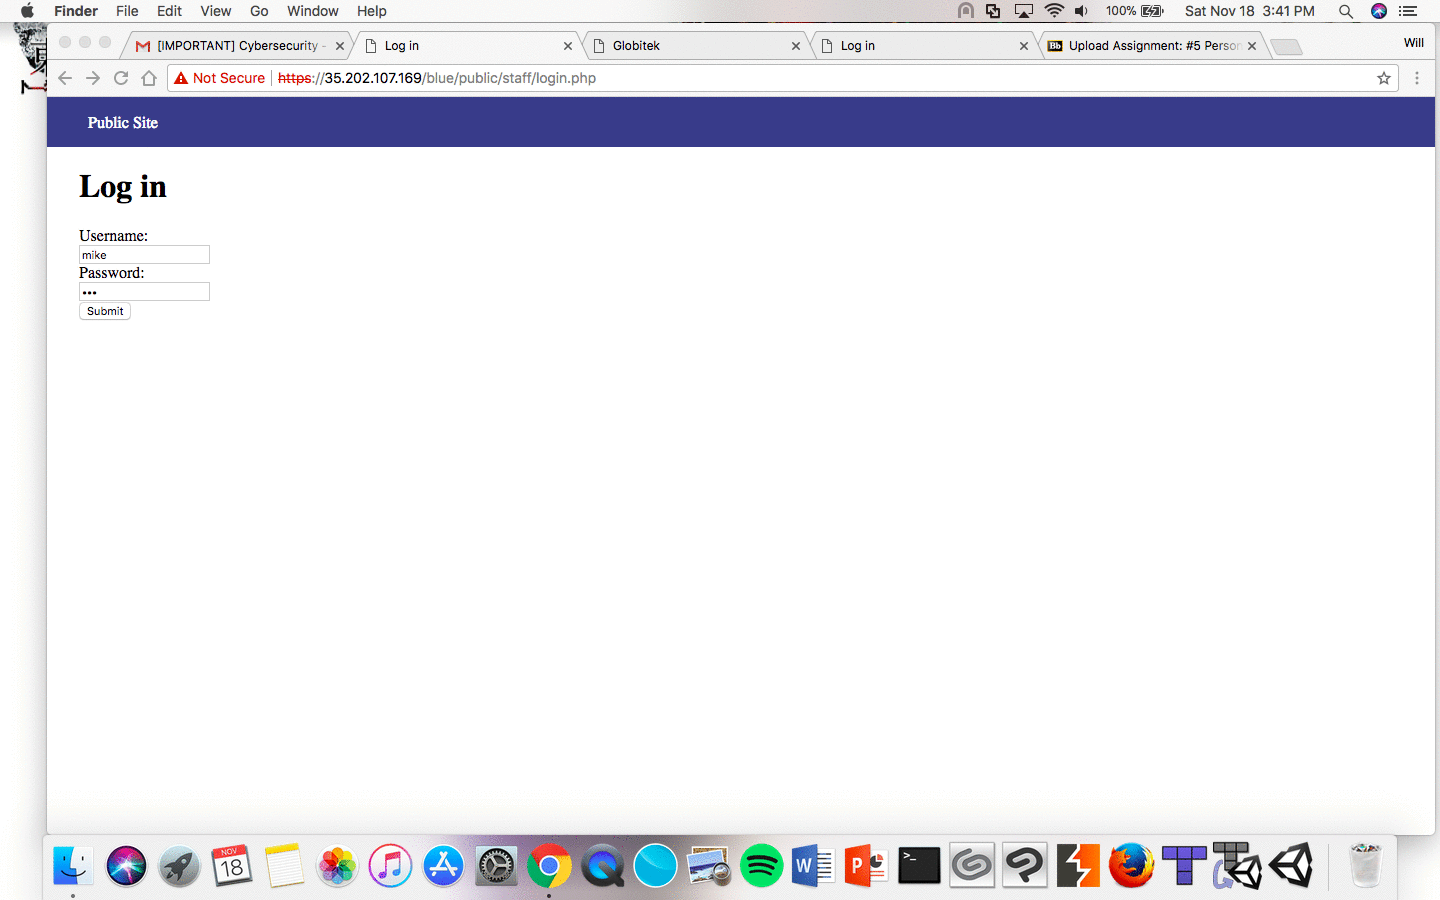 Finder File Edit View Go Window Help 100% Sat Nov 18 3:41 PM
[IMPORTANT] Cybersecurity - Log in Globitek Log in Bb Upload Assignment: #5 Person Will
Not Secure https://35.202.107.169/blue/public/staff/login.php
Public Site
Log in
Username:
mike
Password:
•••
Submit
NOV
18
W
P
>_